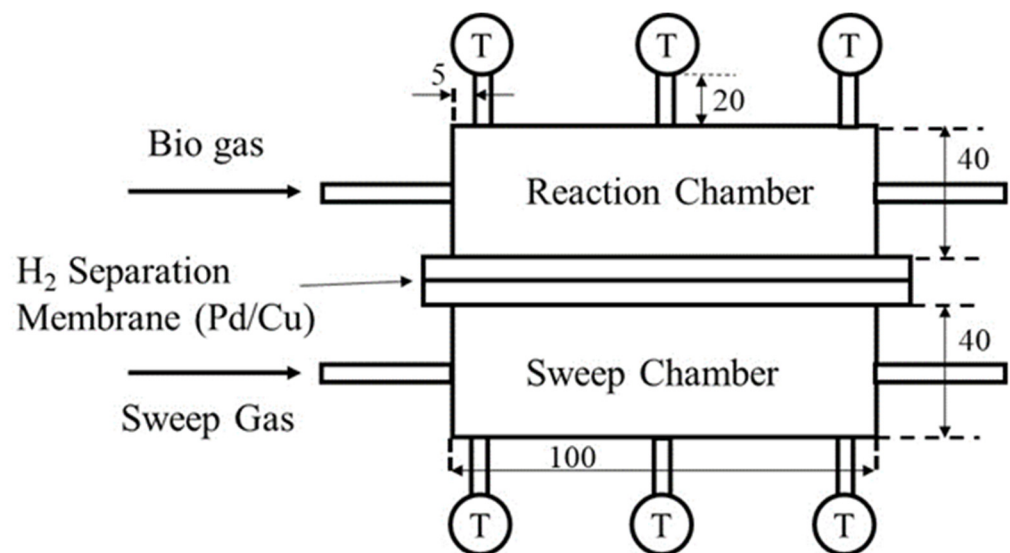 T T T
5
20
Bio gas
40
Reaction Chamber
H₂ Separation
Membrane (Pd/Cu)
40
Sweep Chamber
Sweep Gas
100
T T T